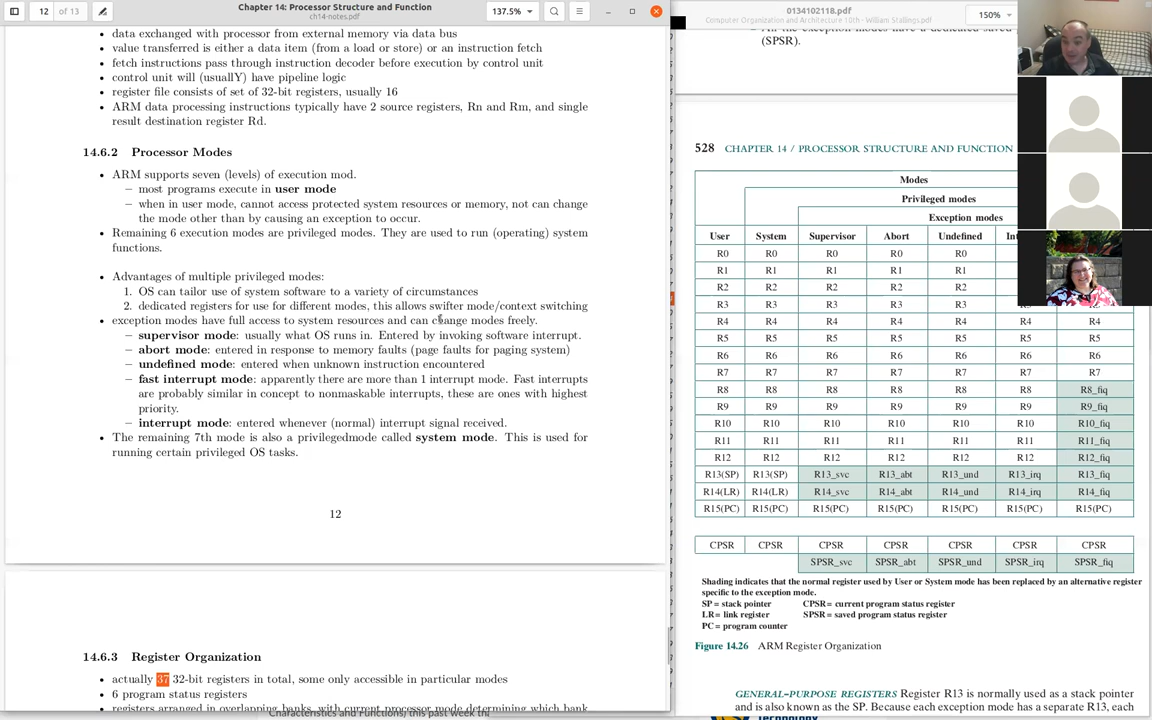 12 of 13
Chapter 14: Processor Structure and Function
ch14-notes.pdf
137.5%
• data exchanged with processor from external memory via data bus
• value transferred is either a data item (from a load or store) or an instruction fetch
• fetch instructions pass through instruction decoder before execution by control unit
• control unit will (usuallY) have pipeline logic
• register file consists of set of 32-bit registers, usually 16
• ARM data processing instructions typically have 2 source registers, Rn and Rm, and single
result destination register Rd.
14.6.2 Processor Modes
• ARM supports seven (levels) of execution mod.
– most programs execute in user mode
– when in user mode, cannot access protected system resources or memory, not can change
the mode other than by causing an exception to occur.
• Remaining 6 execution modes are privileged modes. They are used to run (operating) system
functions.
• Advantages of multiple privileged modes:
1. OS can tailor use of system software to a variety of circumstances
2. dedicated registers for use for different modes, this allows swifter mode/context switching
• exception modes have full access to system resources and can change modes freely.
– supervisor mode: usually what OS runs in. Entered by invoking software interrupt.
– abort mode: entered in response to memory faults (page faults for paging system)
– undefined mode: entered when unknown instruction encountered
– fast interrupt mode: apparently there are more than 1 interrupt mode. Fast interrupts
are probably similar in concept to nonmaskable interrupts, these are ones with highest
priority.
– interrupt mode: entered whenever (normal) interrupt signal received.
• The remaining 7th mode is also a privilegedmode called system mode. This is used for
running certain privileged OS tasks.
12
14.6.3 Register Organization
• actually 37 32-bit registers in total, some only accessible in particular modes
• 6 program status registers
• registers arranged in overlapping banks, with current processor mode determining which bank
0134102118.pdf
Computer Organization and Architecture 10th - William Stallings.pdf
150%
(SPSR).
528 CHAPTER 14 / PROCESSOR STRUCTURE AND FUNCTION
Modes
Privileged modes
Exception modes
User System Supervisor Abort Undefined
R0 R0 R0 R0 R0
R1 R1 R1 R1 R1
R2 R2 R2 R2 R2
R3 R3 R3 R3 R3
R4 R4 R4 R4 R4 R4 R4
R5 R5 R5 R5 R5 R5 R5
R6 R6 R6 R6 R6 R6 R6
R7 R7 R7 R7 R7 R7 R7
R8 R8 R8 R8 R8 R8 R8_fiq
R9 R9 R9 R9 R9 R9 R9_fiq
R10 R10 R10 R10 R10 R10 R10_fiq
R11 R11 R11 R11 R11 R11 R11_fiq
R12 R12 R12 R12 R12 R12 R12_fiq
R13(SP) R13(SP) R13_svc R13_abt R13_und R13_irq R13_fiq
R14(LR) R14(LR) R14_svc R14_abt R14_und R14_irq R14_fiq
R15(PC) R15(PC) R15(PC) R15(PC) R15(PC) R15(PC) R15(PC)
CPSR CPSR CPSR CPSR CPSR CPSR CPSR
SPSR_svc SPSR_abt SPSR_und SPSR_irq SPSR_fiq
Shading indicates that the normal register used by User or System mode has been replaced by an alternative register
specific to the exception mode.
SP = stack pointer CPSR = current program status register
LR = link register SPSR = saved program status register
PC = program counter
Figure 14.26 ARM Register Organization
GENERAL-PURPOSE REGISTERS Register R13 is normally used as a stack pointer
and is also known as the SP. Because each exception mode has a separate R13, each